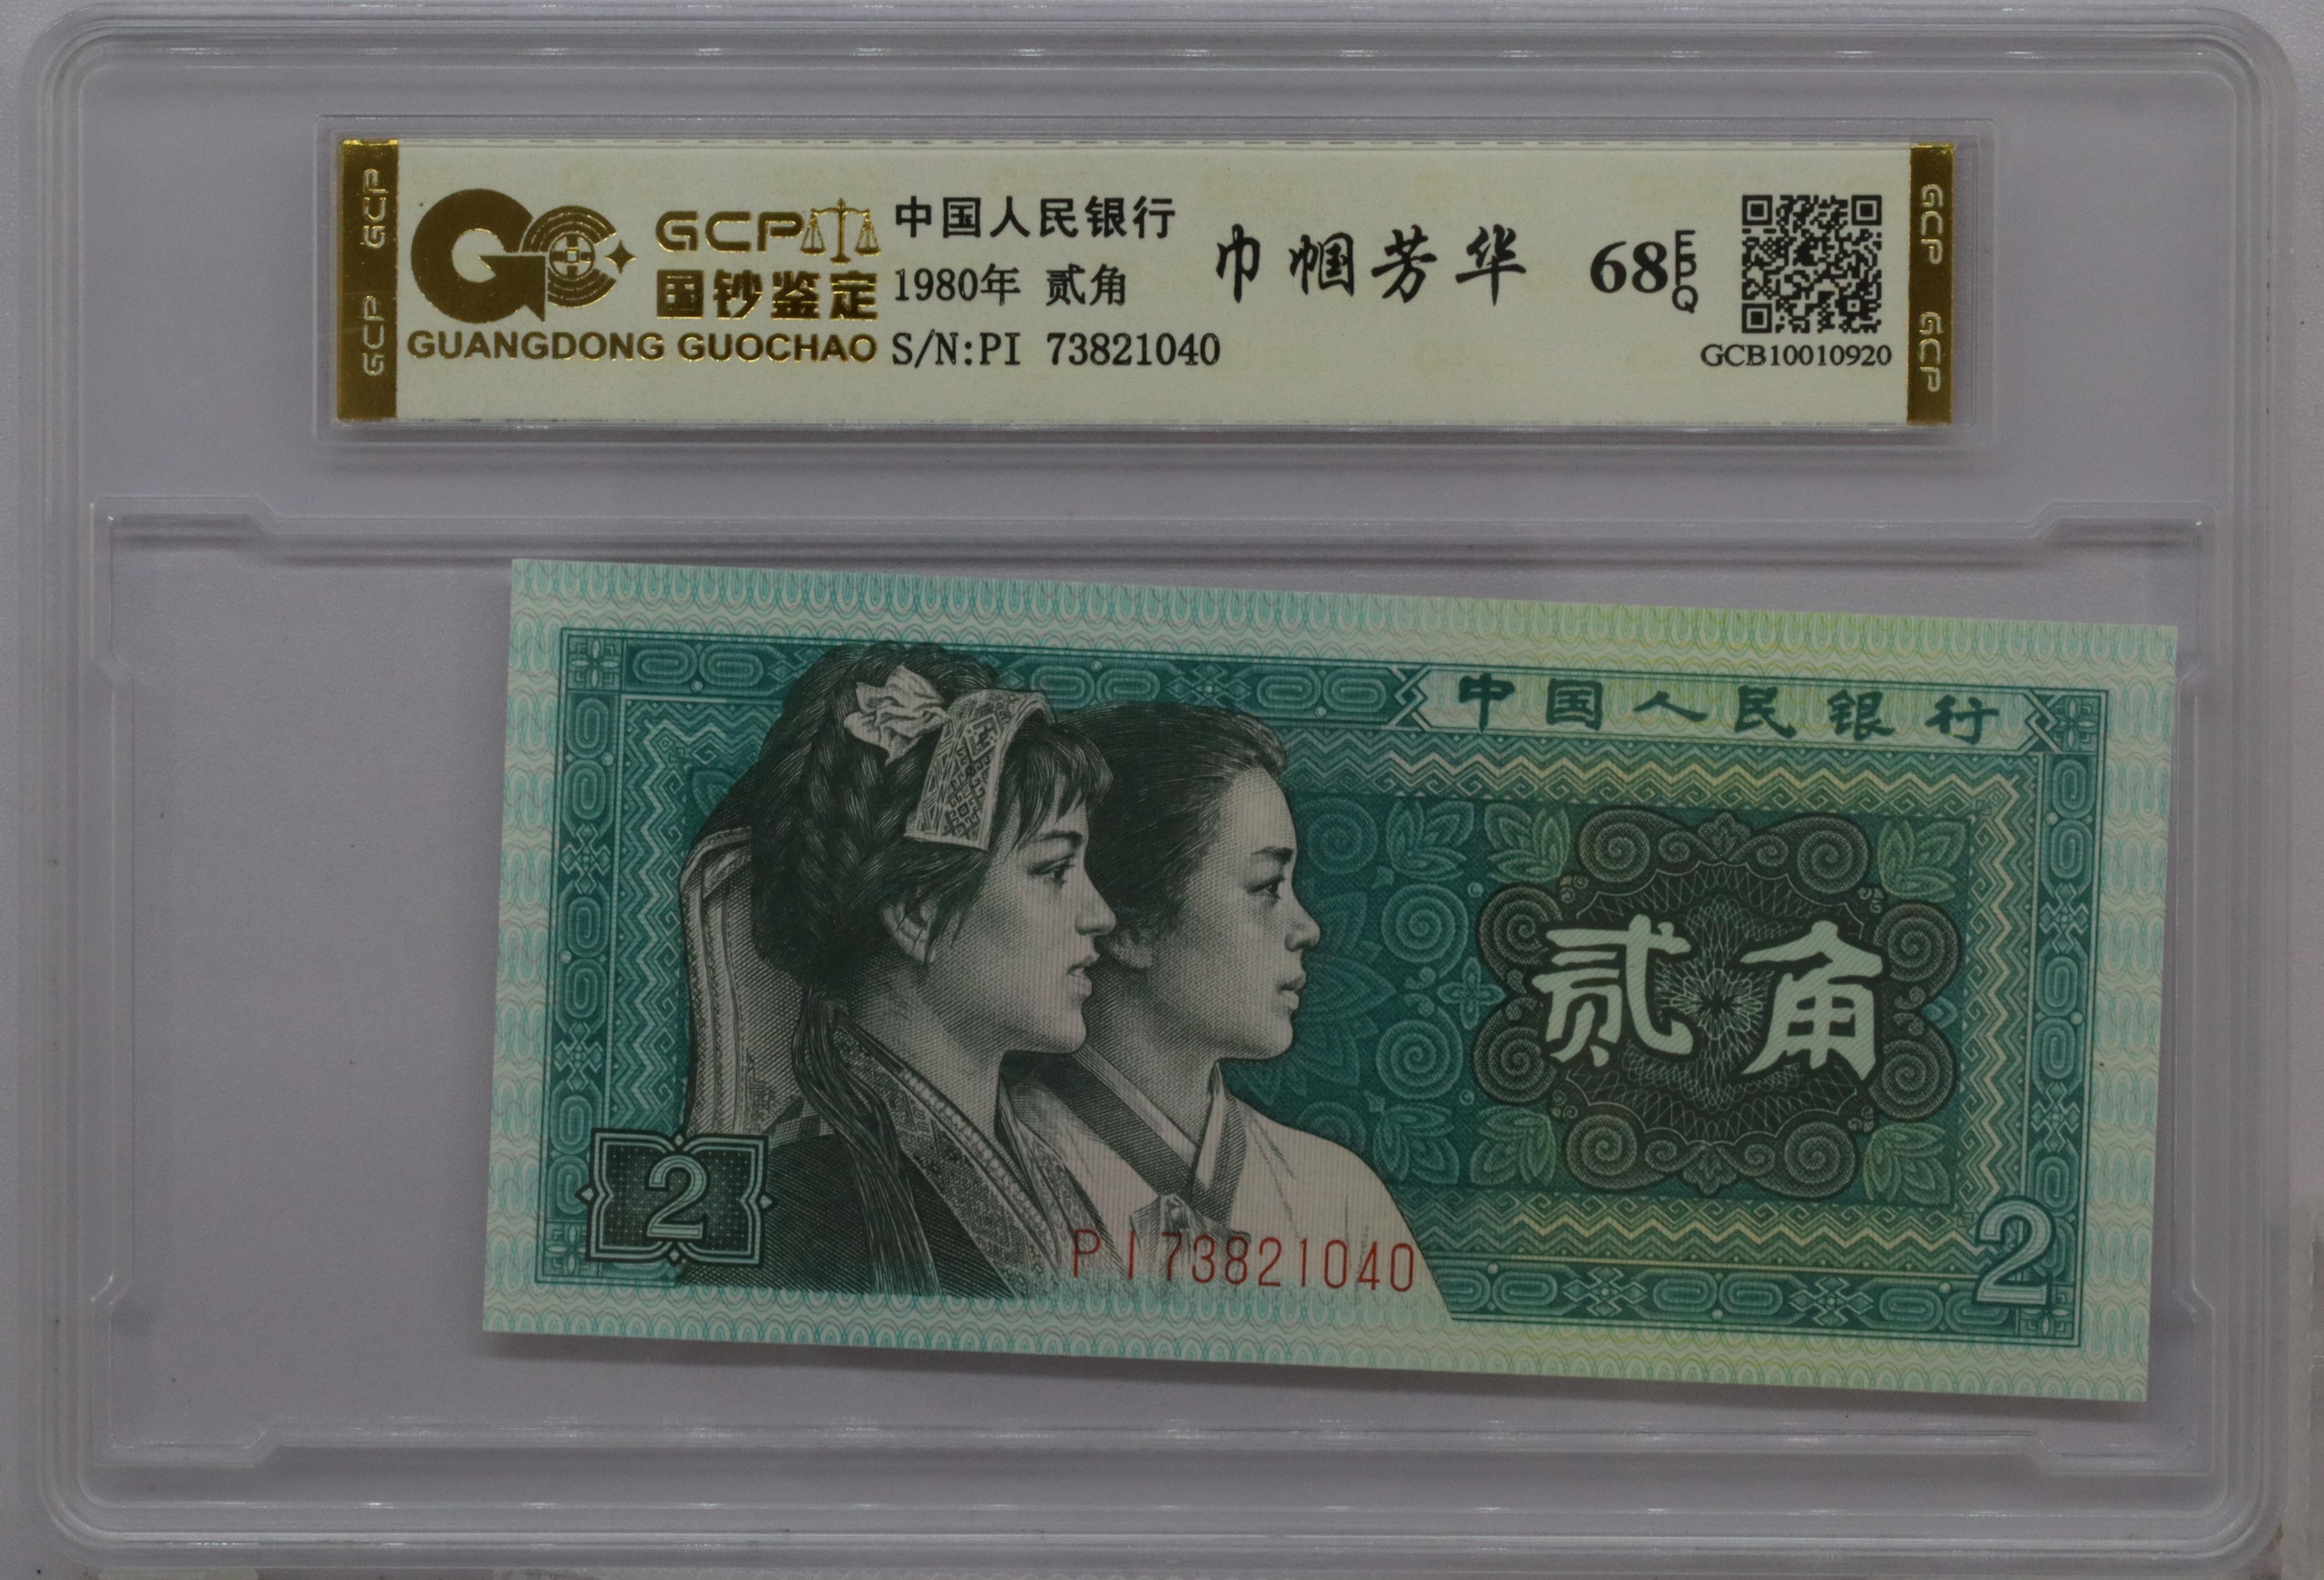 GCP GCP
GCP
国钞鉴定
GUANGDONG GUOCHAO
中国人民银行
1980年 贰角
S/N:PI 73821040
巾帼芳华
68 EPQ
GCB10010920
GCP GCP
中国人民银行
贰角
2
PI73821040
2